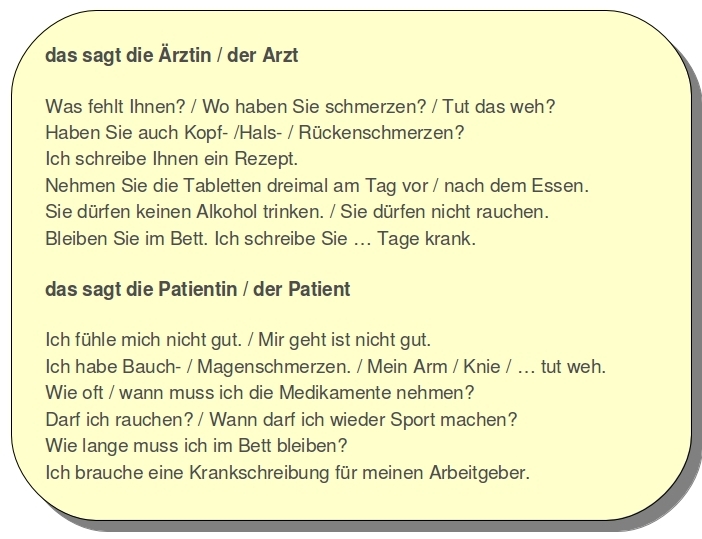 das sagt die Ärztin / der Arzt
Was fehlt Ihnen? / Wo haben Sie schmerzen? / Tut das weh?
Haben Sie auch Kopf- /Hals- / Rückenschmerzen?
Ich schreibe Ihnen ein Rezept.
Nehmen Sie die Tabletten dreimal am Tag vor / nach dem Essen.
Sie dürfen keinen Alkohol trinken. / Sie dürfen nicht rauchen.
Bleiben Sie im Bett. Ich schreibe Sie … Tage krank.
das sagt die Patientin / der Patient
Ich fühle mich nicht gut. / Mir geht ist nicht gut.
Ich habe Bauch- / Magenschmerzen. / Mein Arm / Knie / … tut weh.
Wie oft / wann muss ich die Medikamente nehmen?
Darf ich rauchen? / Wann darf ich wieder Sport machen?
Wie lange muss ich im Bett bleiben?
Ich brauche eine Krankschreibung für meinen Arbeitgeber.